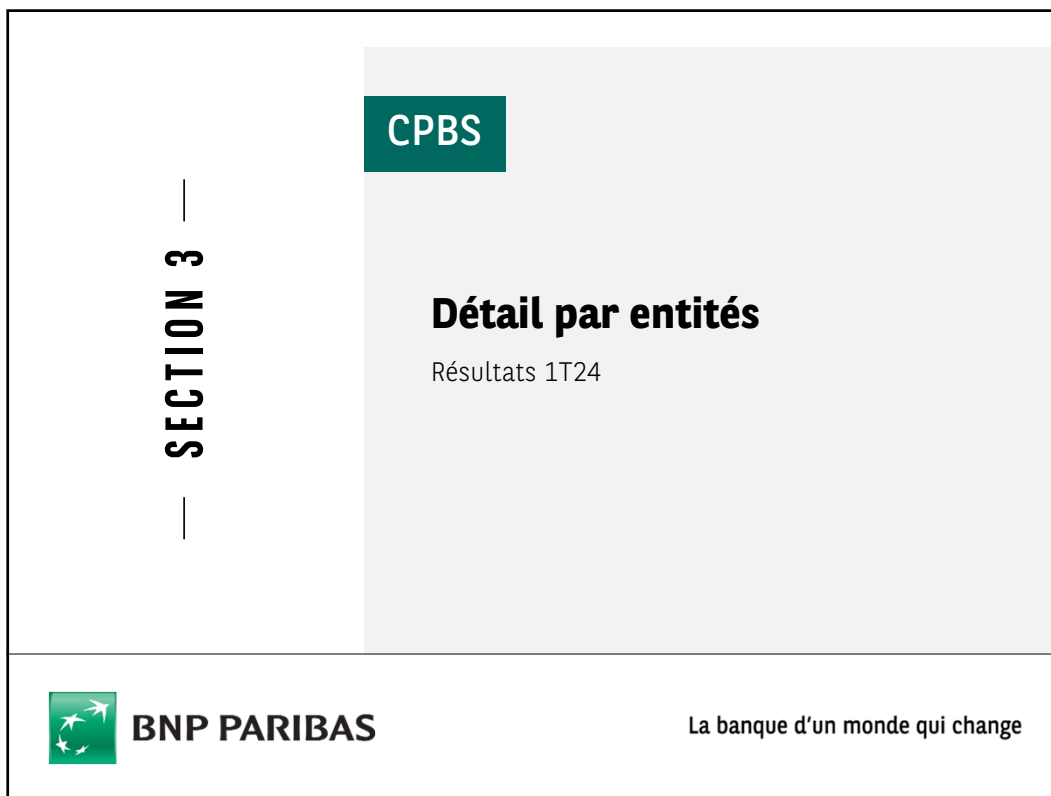 SECTION 3
CPBS
Détail par entités
Résultats 1T24
BNP PARIBAS
La banque d'un monde qui change